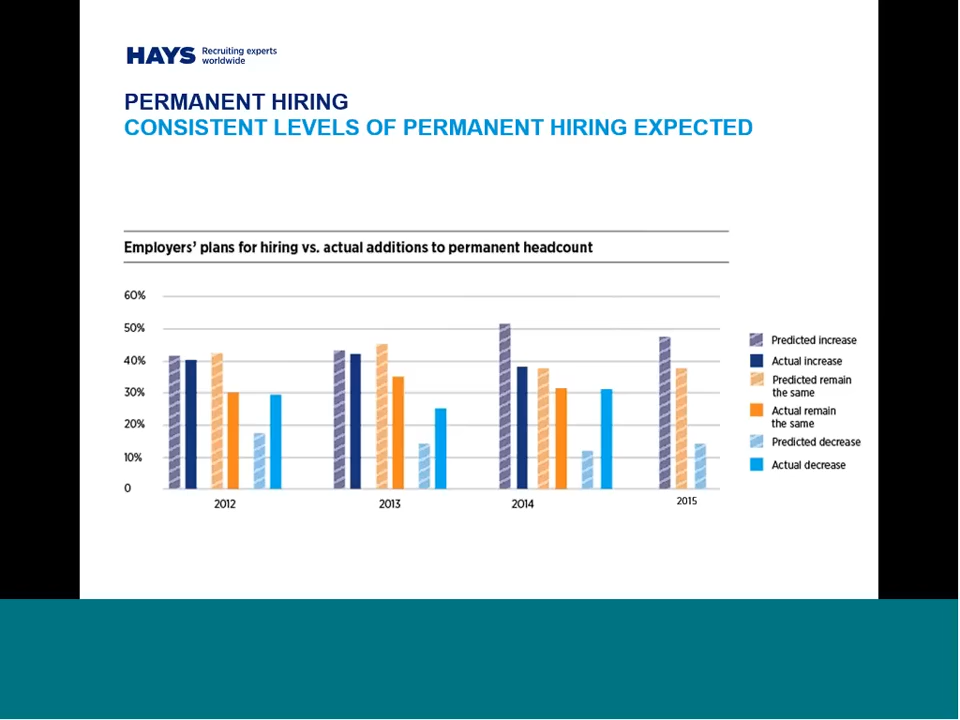 HAYS Recruiting experts
worldwide
PERMANENT HIRING
CONSISTENT LEVELS OF PERMANENT HIRING EXPECTED
Employers' plans for hiring vs. actual additions to permanent headcount
60%
50%
40%
30%
20%
10%
0
2012 2013 2014 2015
Predicted increase
Actual increase
Predicted remain
the same
Actual remain
the same
Predicted decrease
Actual decrease